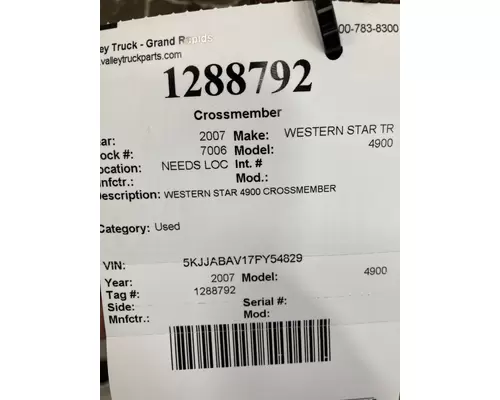 ley Truck - Grand Rapids
.valleytruckparts.com
00-783-8300
1288792
Crossmember
ar: 2007 Make: WESTERN STAR TR
ock #: 7006 Model: 4900
ocation: NEEDS LOC Int. #
nfctr.: Mod.:
escription: WESTERN STAR 4900 CROSSMEMBER
Category: Used
VIN: 5KJJABAV17PY54829
Year: 2007 Model: 4900
Tag #: 1288792
Side: Serial #:
Mnfctr.: Mod: